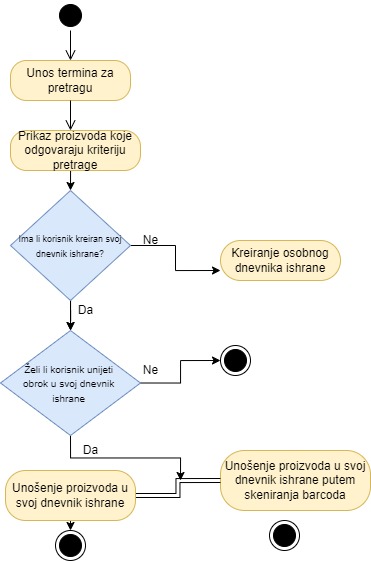 Unos termina za
pretragu
Prikaz proizvoda koje
odgovaraju kriteriju
pretrage
Ima li korisnik kreiran svoj
dnevnik ishrane?
Ne
Kreiranje osobnog
dnevnika ishrane
Da
Želi li korisnik unijeti
obrok u svoj dnevnik
ishrane
Ne
Da
Unošenje proizvoda u
svoj dnevnik ishrane
Unošenje proizvoda u svoj
dnevnik ishrane putem
skeniranja barcoda